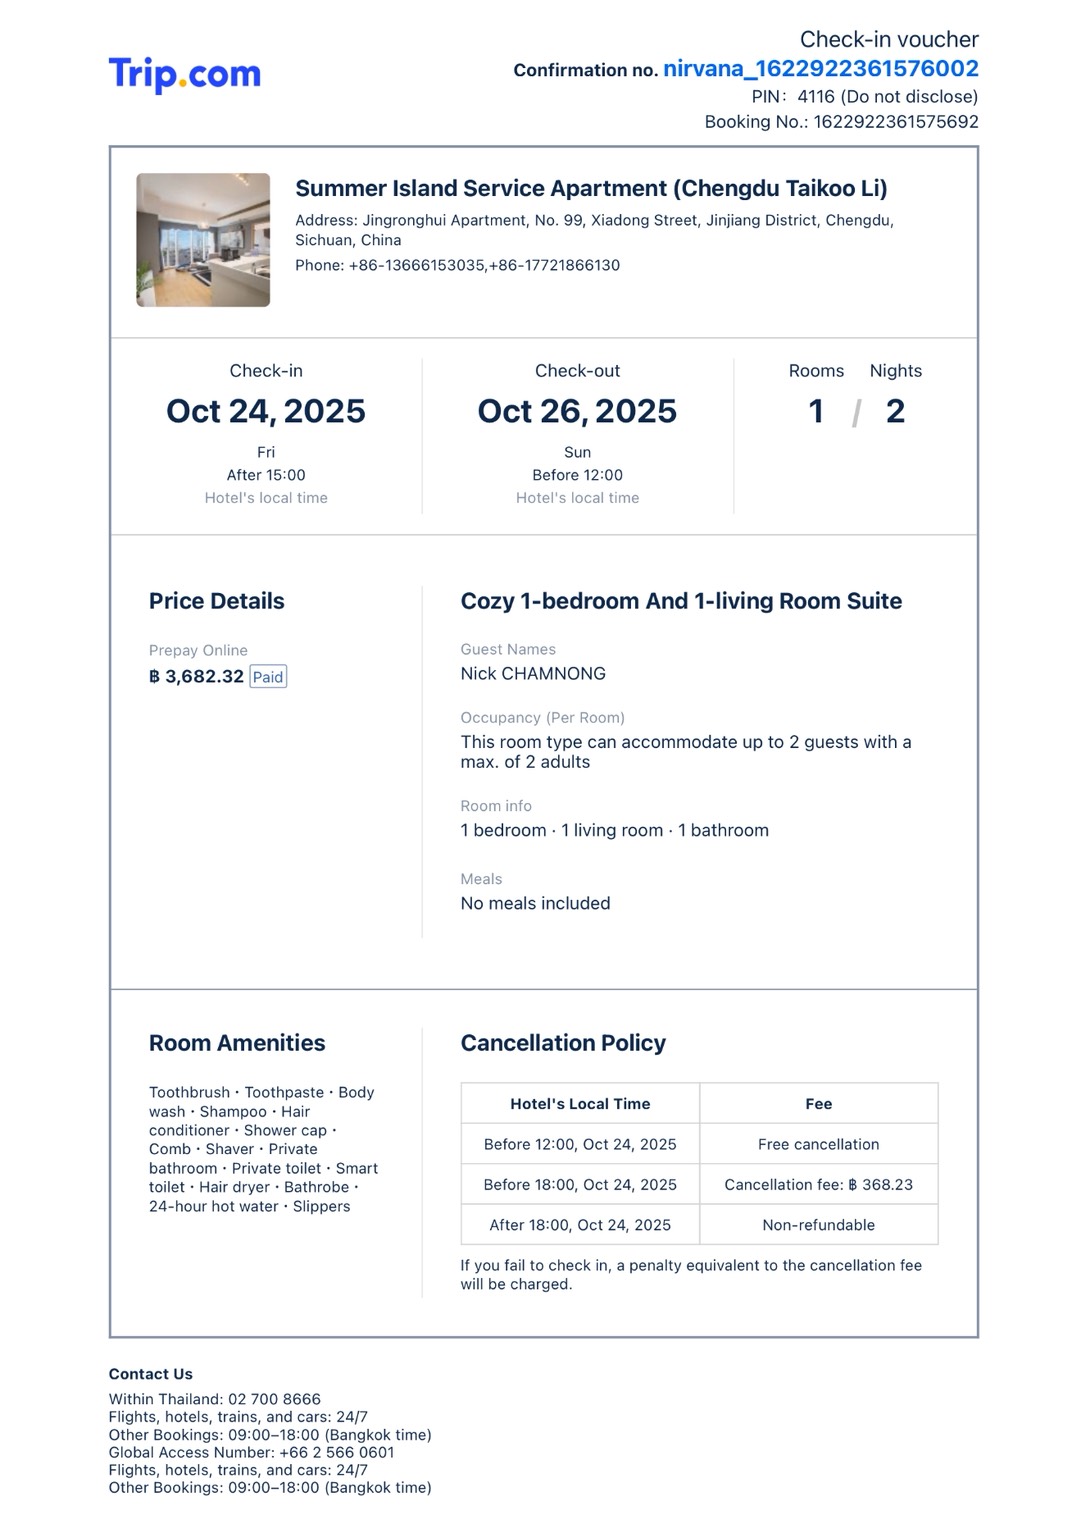 Trip.com
Check-in voucher
Confirmation no. nirvana_1622922361576002
PIN: 4116 (Do not disclose)
Booking No.: 1622922361575692
Summer Island Service Apartment (Chengdu Taikoo Li)
Address: Jingronghui Apartment, No. 99, Xiadong Street, Jinjiang District, Chengdu,
Sichuan, China
Phone: +86-13666153035,+86-17721866130
Check-in
Oct 24, 2025
Fri
After 15:00
Hotel's local time
Check-out
Oct 26, 2025
Sun
Before 12:00
Hotel's local time
Rooms Nights
1 / 2
Price Details
Prepay Online
฿ 3,682.32 Paid
Cozy 1-bedroom And 1-living Room Suite
Guest Names
Nick CHAMNONG
Occupancy (Per Room)
This room type can accommodate up to 2 guests with a
max. of 2 adults
Room info
1 bedroom · 1 living room · 1 bathroom
Meals
No meals included
Room Amenities
Toothbrush · Toothpaste · Body
wash · Shampoo · Hair
conditioner · Shower cap ·
Comb · Shaver · Private
bathroom · Private toilet · Smart
toilet · Hair dryer · Bathrobe ·
24-hour hot water · Slippers
Cancellation Policy
Hotel's Local Time Fee
Before 12:00, Oct 24, 2025 Free cancellation
Before 18:00, Oct 24, 2025 Cancellation fee: ฿ 368.23
After 18:00, Oct 24, 2025 Non-refundable
If you fail to check in, a penalty equivalent to the cancellation fee
will be charged.
Contact Us
Within Thailand: 02 700 8666
Flights, hotels, trains, and cars: 24/7
Other Bookings: 09:00–18:00 (Bangkok time)
Global Access Number: +66 2 566 0601
Flights, hotels, trains, and cars: 24/7
Other Bookings: 09:00–18:00 (Bangkok time)